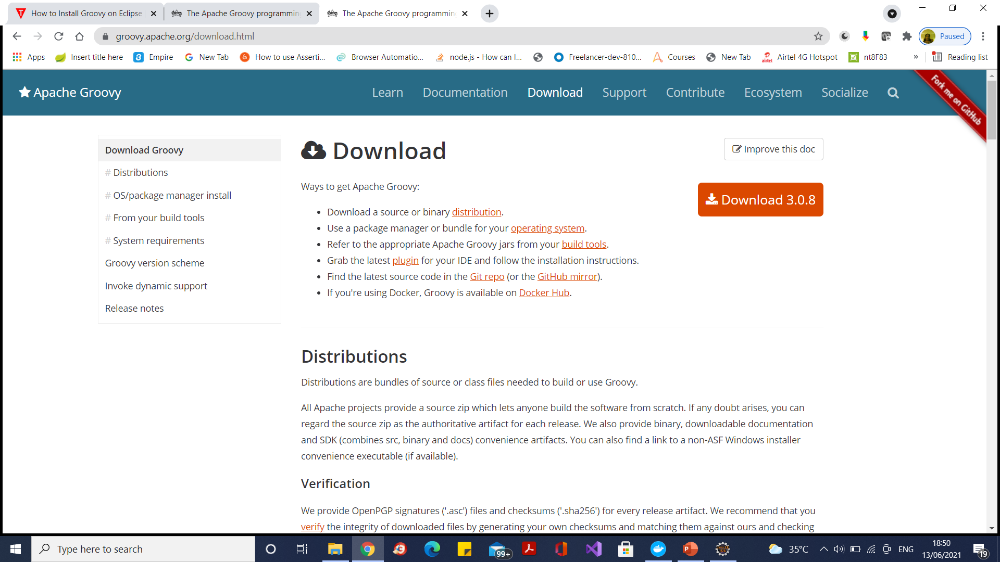 How to Install Groovy on Eclipse
The Apache Groovy programmin
The Apache Groovy programmin
groovy.apache.org/download.html
Paused
Apps
Insert title here
Empire
New Tab
How to use Asserti...
Browser Automatio...
node.js - How can I...
Freelancer-dev-810...
Courses
New Tab
airtel
Airtel 4G Hotspot
nt8F83
»
Reading list
Apache Groovy
Learn
Documentation
Download
Support
Contribute
Ecosystem
Socialize
Fork me on GitHub
Download Groovy
# Distributions
# OS/package manager install
# From your build tools
# System requirements
Groovy version scheme
Invoke dynamic support
Release notes
Download
Improve this doc
Ways to get Apache Groovy:
Download 3.0.8
• Download a source or binary distribution.
• Use a package manager or bundle for your operating system.
• Refer to the appropriate Apache Groovy jars from your build tools.
• Grab the latest plugin for your IDE and follow the installation instructions.
• Find the latest source code in the Git repo (or the GitHub mirror).
• If you're using Docker, Groovy is available on Docker Hub.
Distributions
Distributions are bundles of source or class files needed to build or use Groovy.
All Apache projects provide a source zip which lets anyone build the software from scratch. If any doubt arises, you can
regard the source zip as the authoritative artifact for each release. We also provide binary, downloadable documentation
and SDK (combines src, binary and docs) convenience artifacts. You can also find a link to a non-ASF Windows installer
convenience executable (if available).
Verification
We provide OpenPGP signatures ('.asc') files and checksums ('.sha256') for every release artifact. We recommend that you
verify the integrity of downloaded files by generating your own checksums and matching them against ours and checking
Type here to search
99+
35°C
ENG
18:50
13/06/2021
19